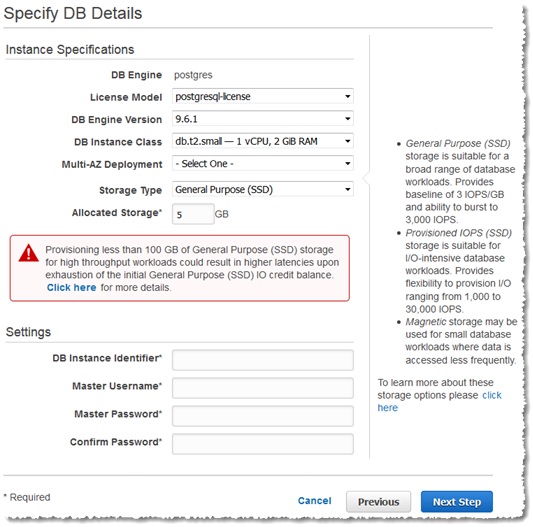 Specify DB Details
Instance Specifications
DB Engine postgres
License Model postgresql-license
DB Engine Version 9.6.1
DB Instance Class db.t2.small — 1 vCPU, 2 GiB RAM
Multi-AZ Deployment - Select One -
Storage Type General Purpose (SSD)
Allocated Storage* 5 GB
Provisioning less than 100 GB of General Purpose (SSD) storage
for high throughput workloads could result in higher latencies upon
exhaustion of the initial General Purpose (SSD) IO credit balance.
Click here for more details.
Settings
DB Instance Identifier*
Master Username*
Master Password*
Confirm Password*
• General Purpose (SSD)
storage is suitable for a
broad range of database
workloads. Provides
baseline of 3 IOPS/GB
and ability to burst to
3,000 IOPS.
• Provisioned IOPS (SSD)
storage is suitable for
I/O-intensive database
workloads. Provides
flexibility to provision I/O
ranging from 1,000 to
30,000 IOPS.
• Magnetic storage may be
used for small database
workloads where data is
accessed less frequently.
To learn more about these
storage options please click
here
* Required
Cancel Previous Next Step